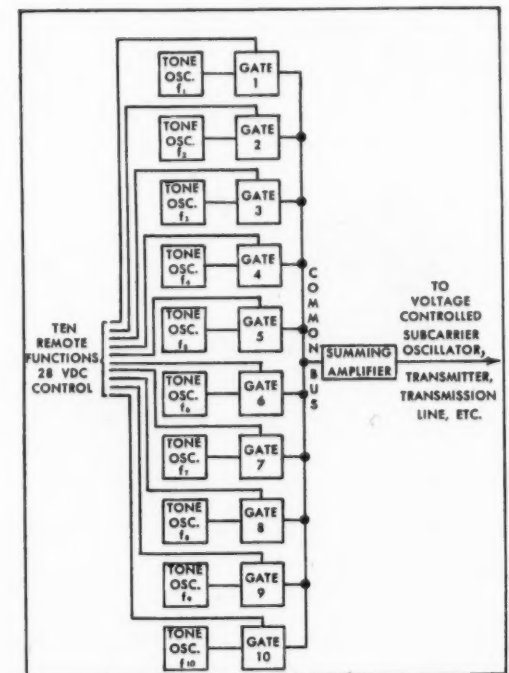 TONE
OSC.
f₁
GATE
1
TONE
OSC.
f₂
GATE
2
TONE
OSC.
f₃
GATE
3
TONE
OSC.
f₄
GATE
4
TONE
OSC.
f₅
GATE
5
TONE
OSC.
f₆
GATE
6
TONE
OSC.
f₇
GATE
7
TONE
OSC.
f₈
GATE
8
TONE
OSC.
f₉
GATE
9
TONE
OSC.
f₁₀
GATE
10
TEN
REMOTE
FUNCTIONS,
28 VDC
CONTROL
COMMON BUS
SUMMING
AMPLIFIER
TO
VOLTAGE
CONTROLLED
SUBCARRIER
OSCILLATOR,
TRANSMITTER,
TRANSMISSION
LINE, ETC.